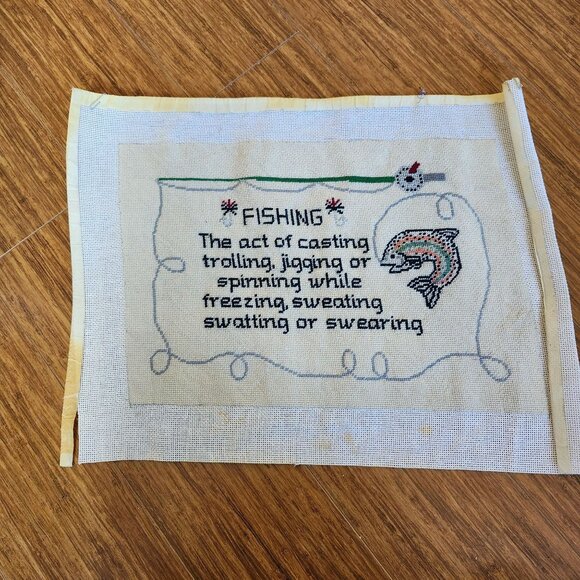 FISHING
The act of casting
trolling, jigging or
spinning while
freezing, sweating
swatting or swearing